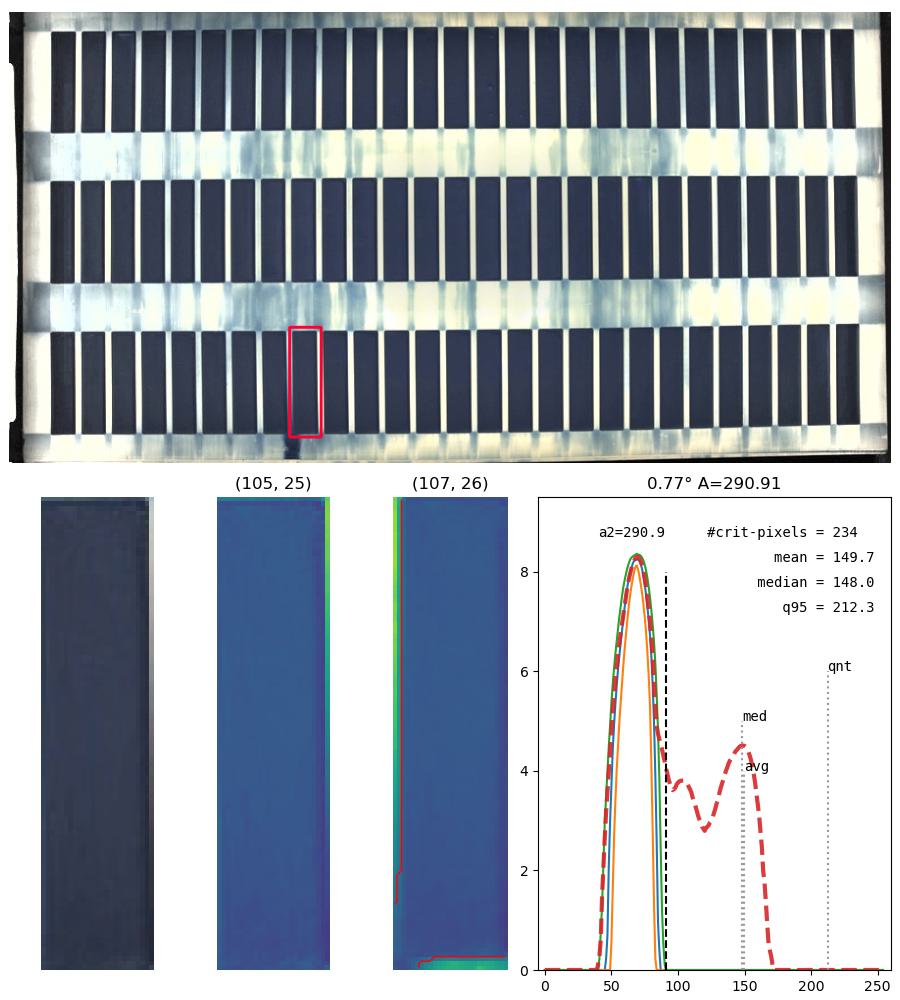 (105, 25)
(107, 26)
0.77° A=290.91
a2=290.9
#crit-pixels = 234
mean = 149.7
median = 148.0
q95 = 212.3
qnt
med
avg
8
6
4
2
0
0 50 100 150 200 250